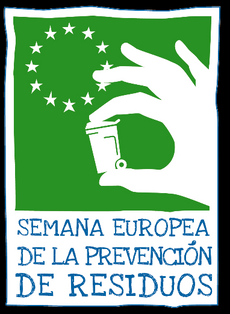 SEMANA EUROPEA
DE LA PREVENCIÓN
DE RESIDUOS